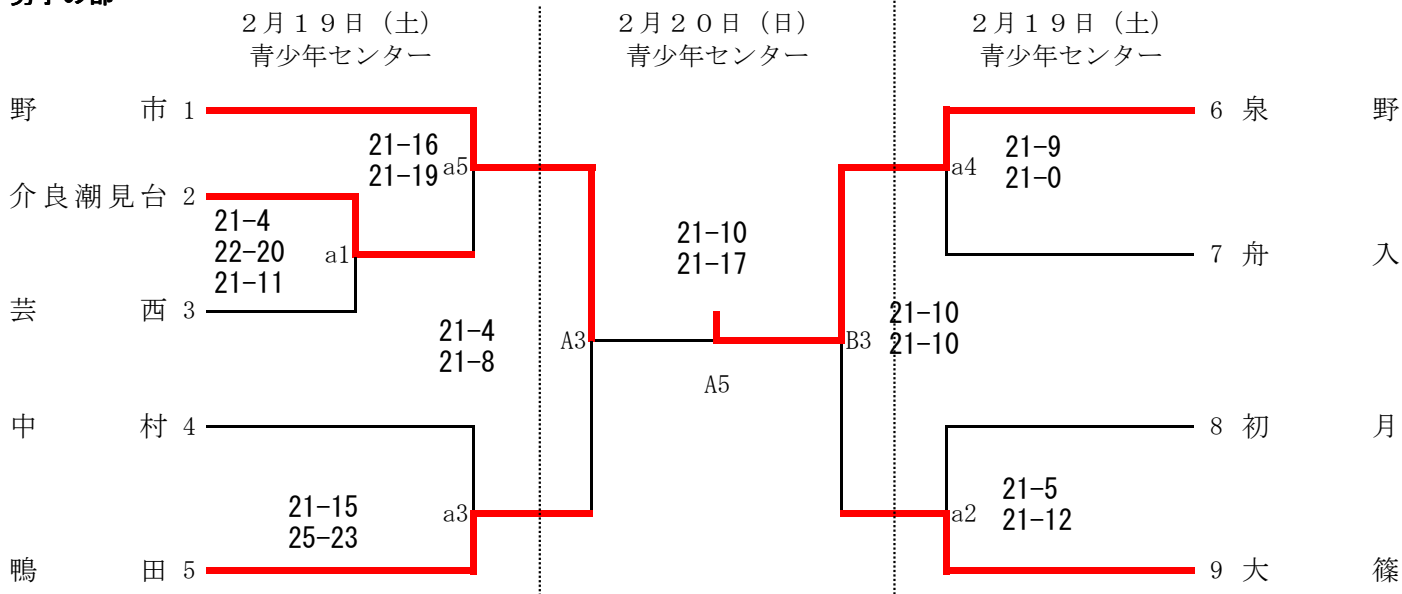 ２月１９日（土）
青少年センター
２月２０日（日）
青少年センター
２月１９日（土）
青少年センター
野市 1
21-16
21-19
a5
介良潮見台 2
21-4
22-20
21-11
a1
芸西 3
21-4
21-8
A3
中村 4
21-15
25-23
a3
鴨田 5
21-10
21-17
A5
6 泉野
a4
21-9
21-0
7 舟入
B3
21-10
21-10
8 初月
a2
21-5
21-12
9 大篠